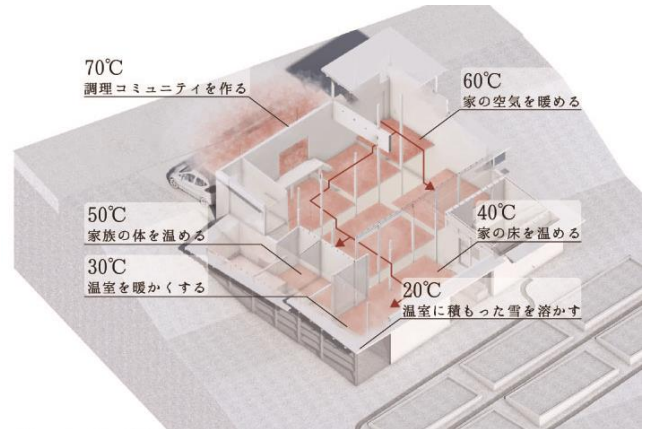 70℃
調理コミュニティを作る
60℃
家の空気を暖める
50℃
家族の体を温める
40℃
家の床を温める
30℃
温室を暖かくする
20℃
温室に積もった雪を溶かす